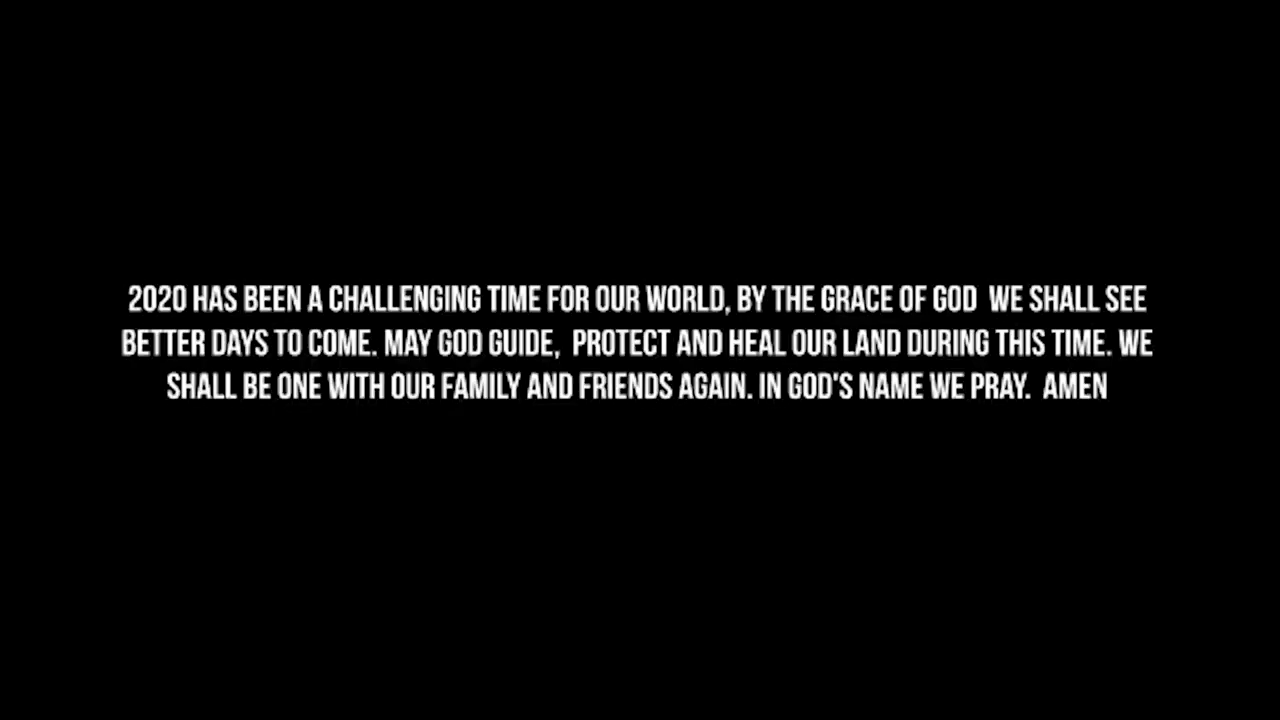 2020 HAS BEEN A CHALLENGING TIME FOR OUR WORLD, BY THE GRACE OF GOD  WE SHALL SEE
BETTER DAYS TO COME. MAY GOD GUIDE,  PROTECT AND HEAL OUR LAND DURING THIS TIME. WE
SHALL BE ONE WITH OUR FAMILY AND FRIENDS AGAIN. IN GOD'S NAME WE PRAY.  AMEN